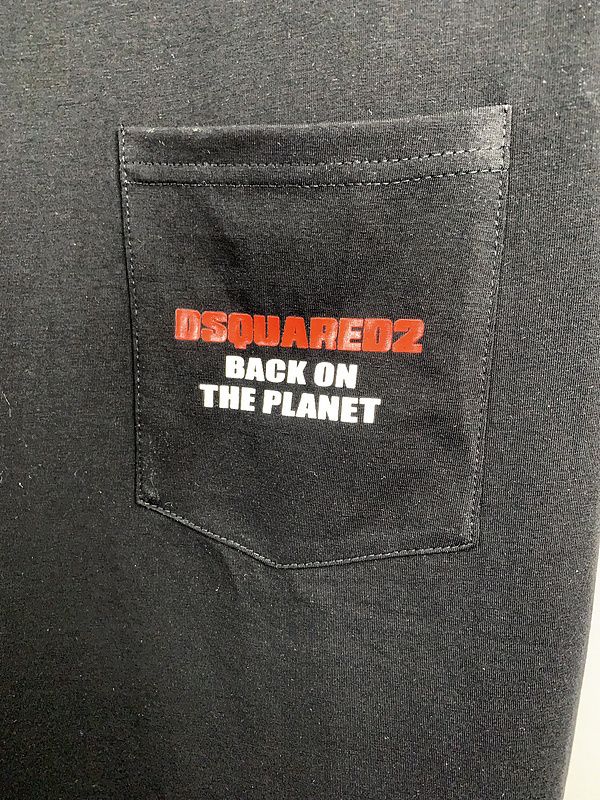 DSQUARED2
BACK ON
THE PLANET